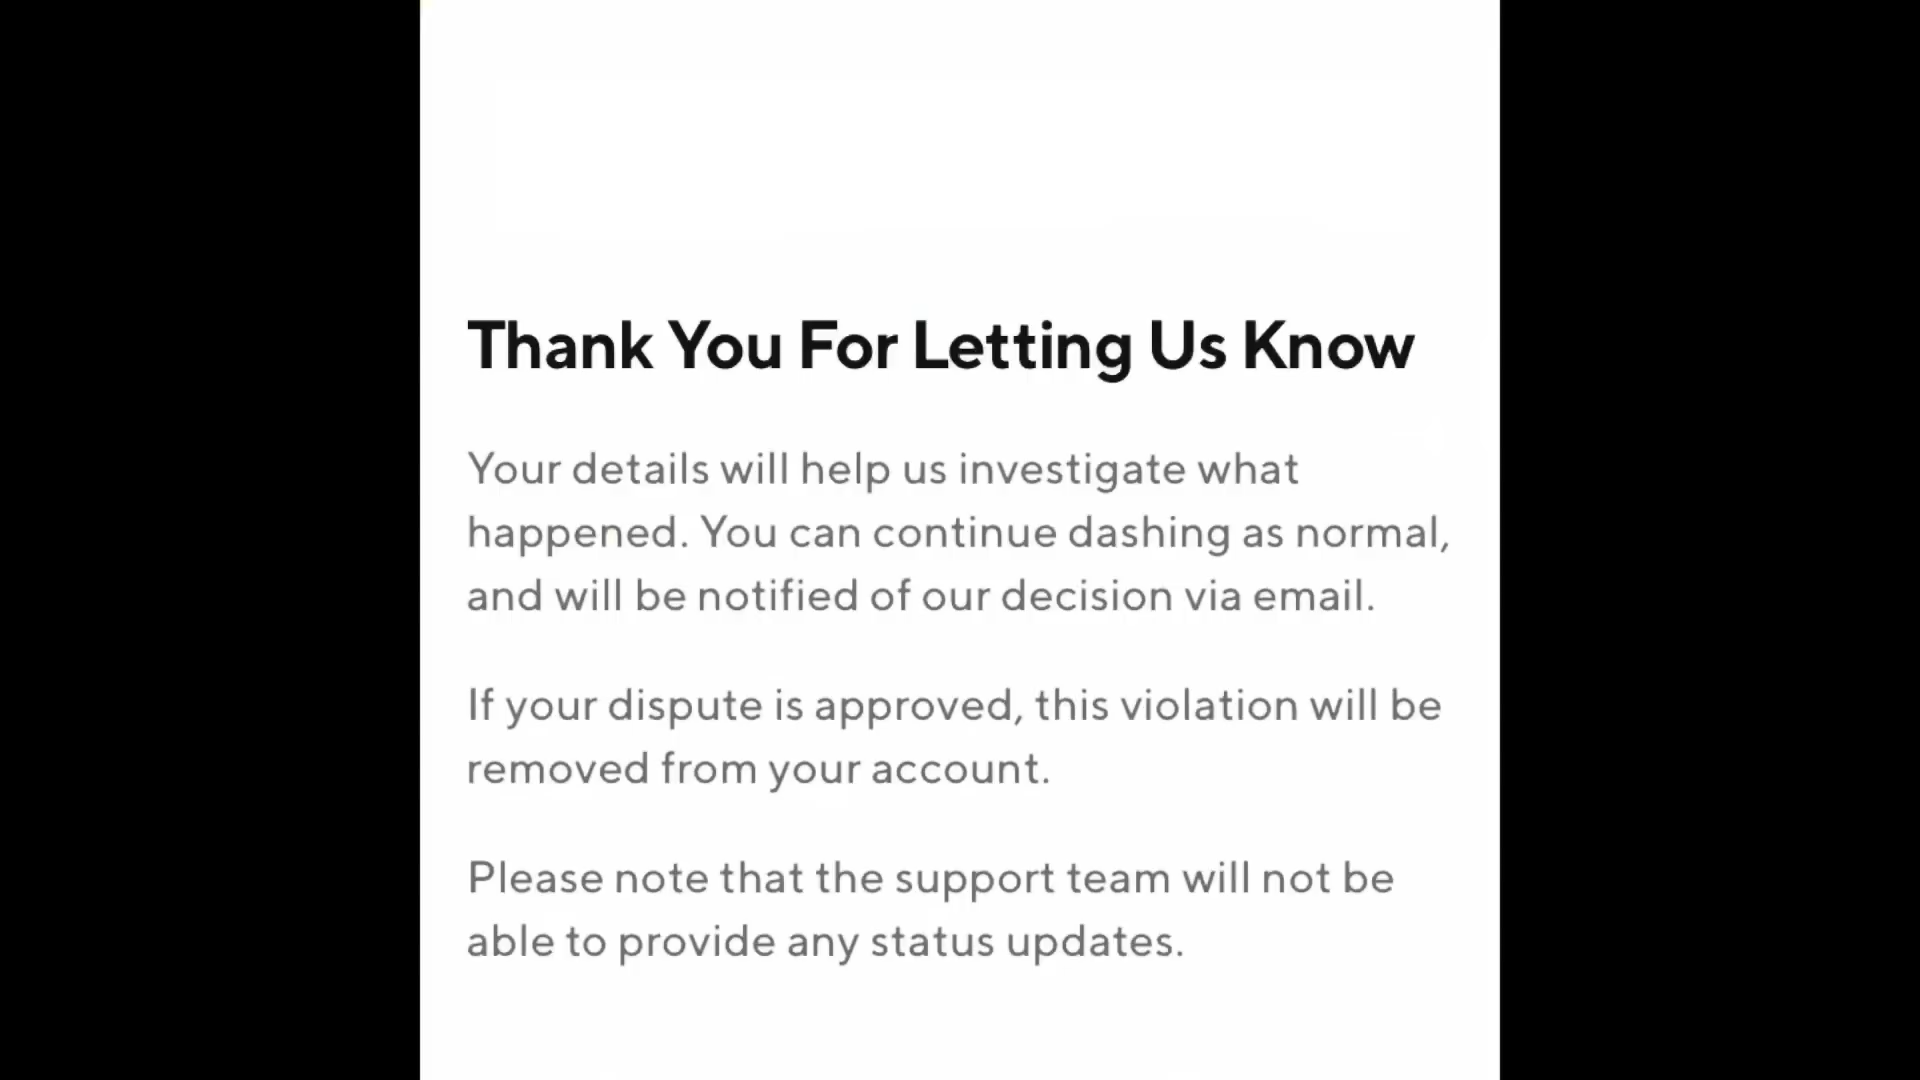 Thank You For Letting Us Know
Your details will help us investigate what
happened. You can continue dashing as normal,
and will be notified of our decision via email.
If your dispute is approved, this violation will be
removed from your account.
Please note that the support team will not be
able to provide any status updates.